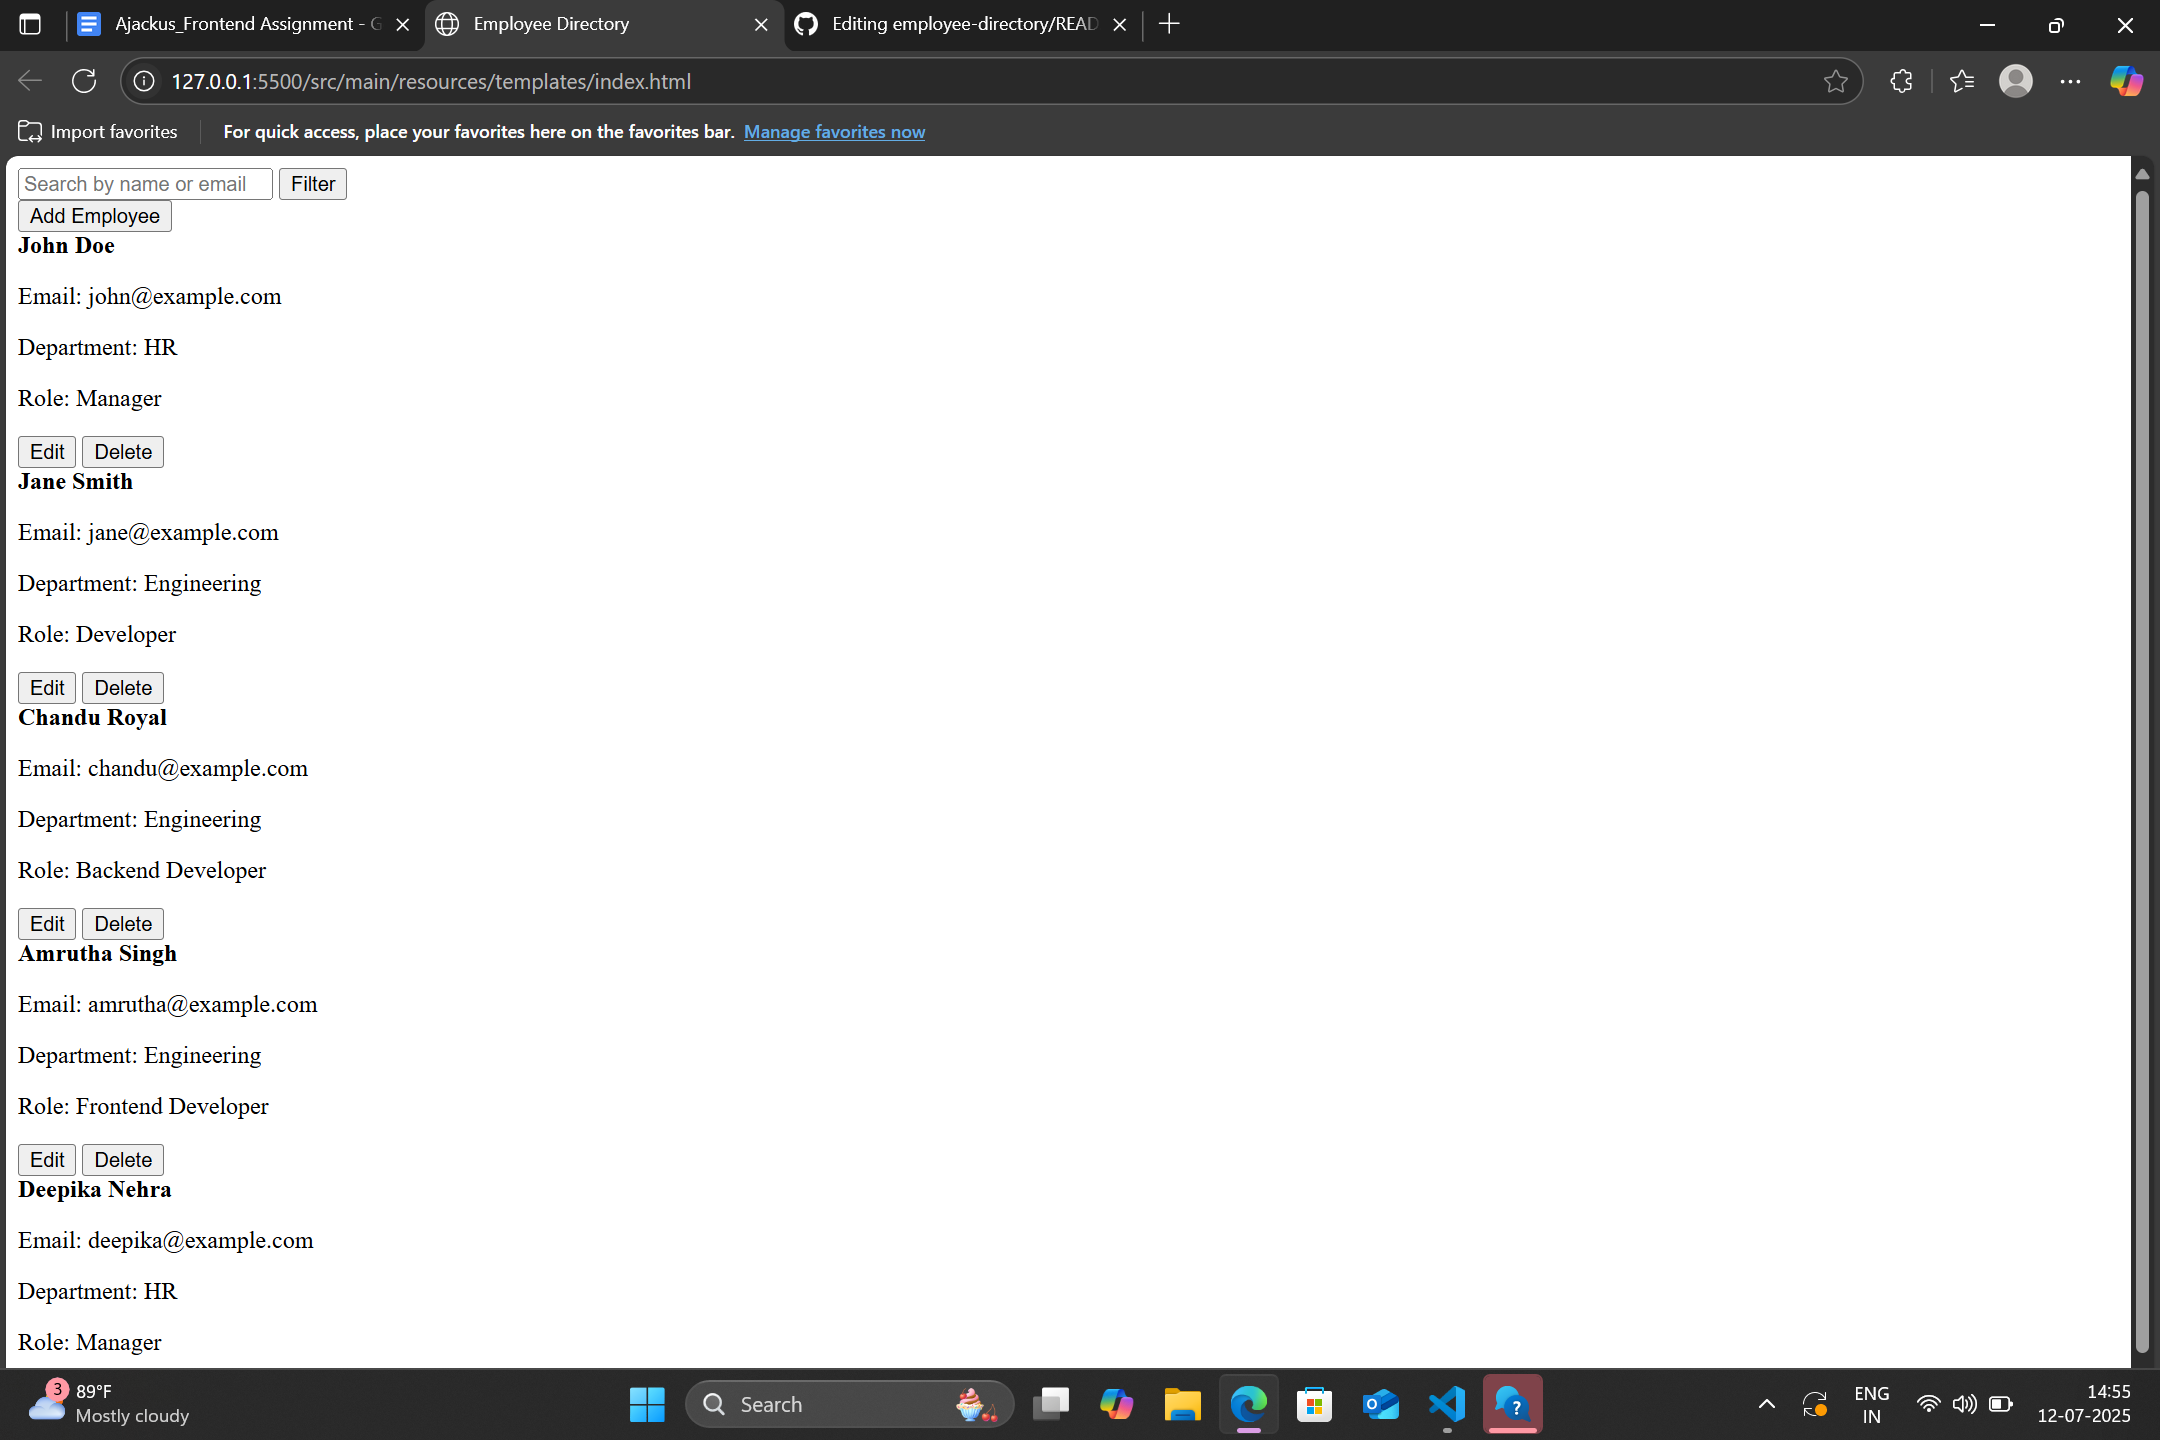 Ajackus_Frontend Assignment - G
Employee Directory
Editing employee-directory/READ
127.0.0.1:5500/src/main/resources/templates/index.html
Import favorites
For quick access, place your favorites here on the favorites bar. Manage favorites now
Search by name or email Filter
Add Employee
John Doe
Email: john@example.com
Department: HR
Role: Manager
Edit Delete
Jane Smith
Email: jane@example.com
Department: Engineering
Role: Developer
Edit Delete
Chandu Royal
Email: chandu@example.com
Department: Engineering
Role: Backend Developer
Edit Delete
Amrutha Singh
Email: amrutha@example.com
Department: Engineering
Role: Frontend Developer
Edit Delete
Deepika Nehra
Email: deepika@example.com
Department: HR
Role: Manager
3
89°F
Mostly cloudy
Search
ENG
IN
14:55
12-07-2025